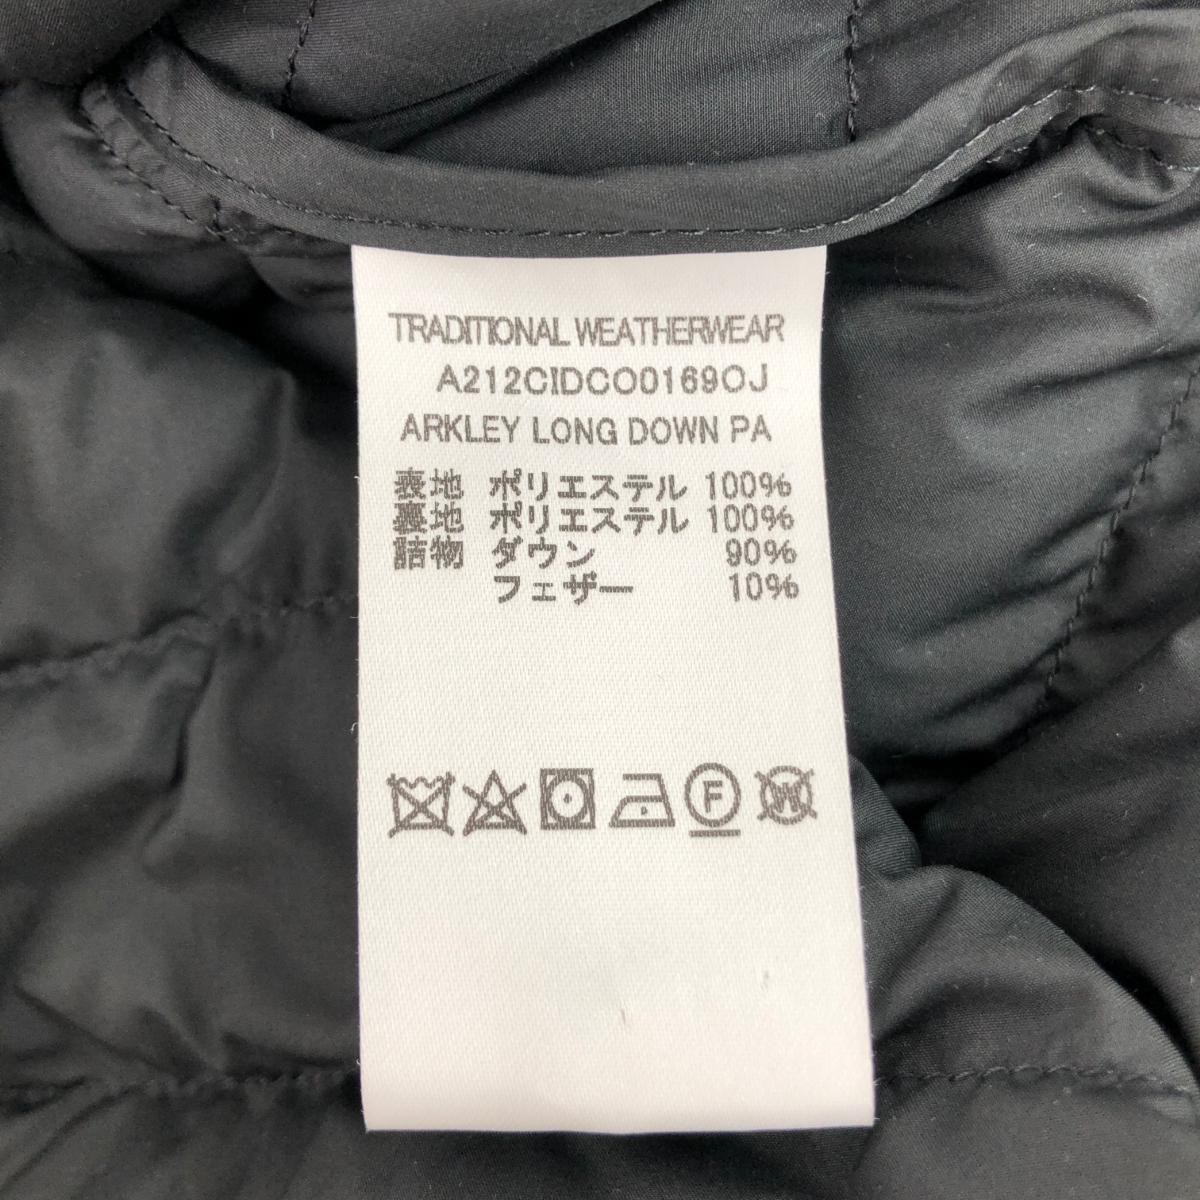 TRADITIONAL WEATHERWEAR
A212CIDCO0169OJ
ARKLEY LONG DOWN PA
表地 ポリエステル 100%
裏地 ポリエステル 100%
詰物 ダウン 90%
フェザー 10%
F W